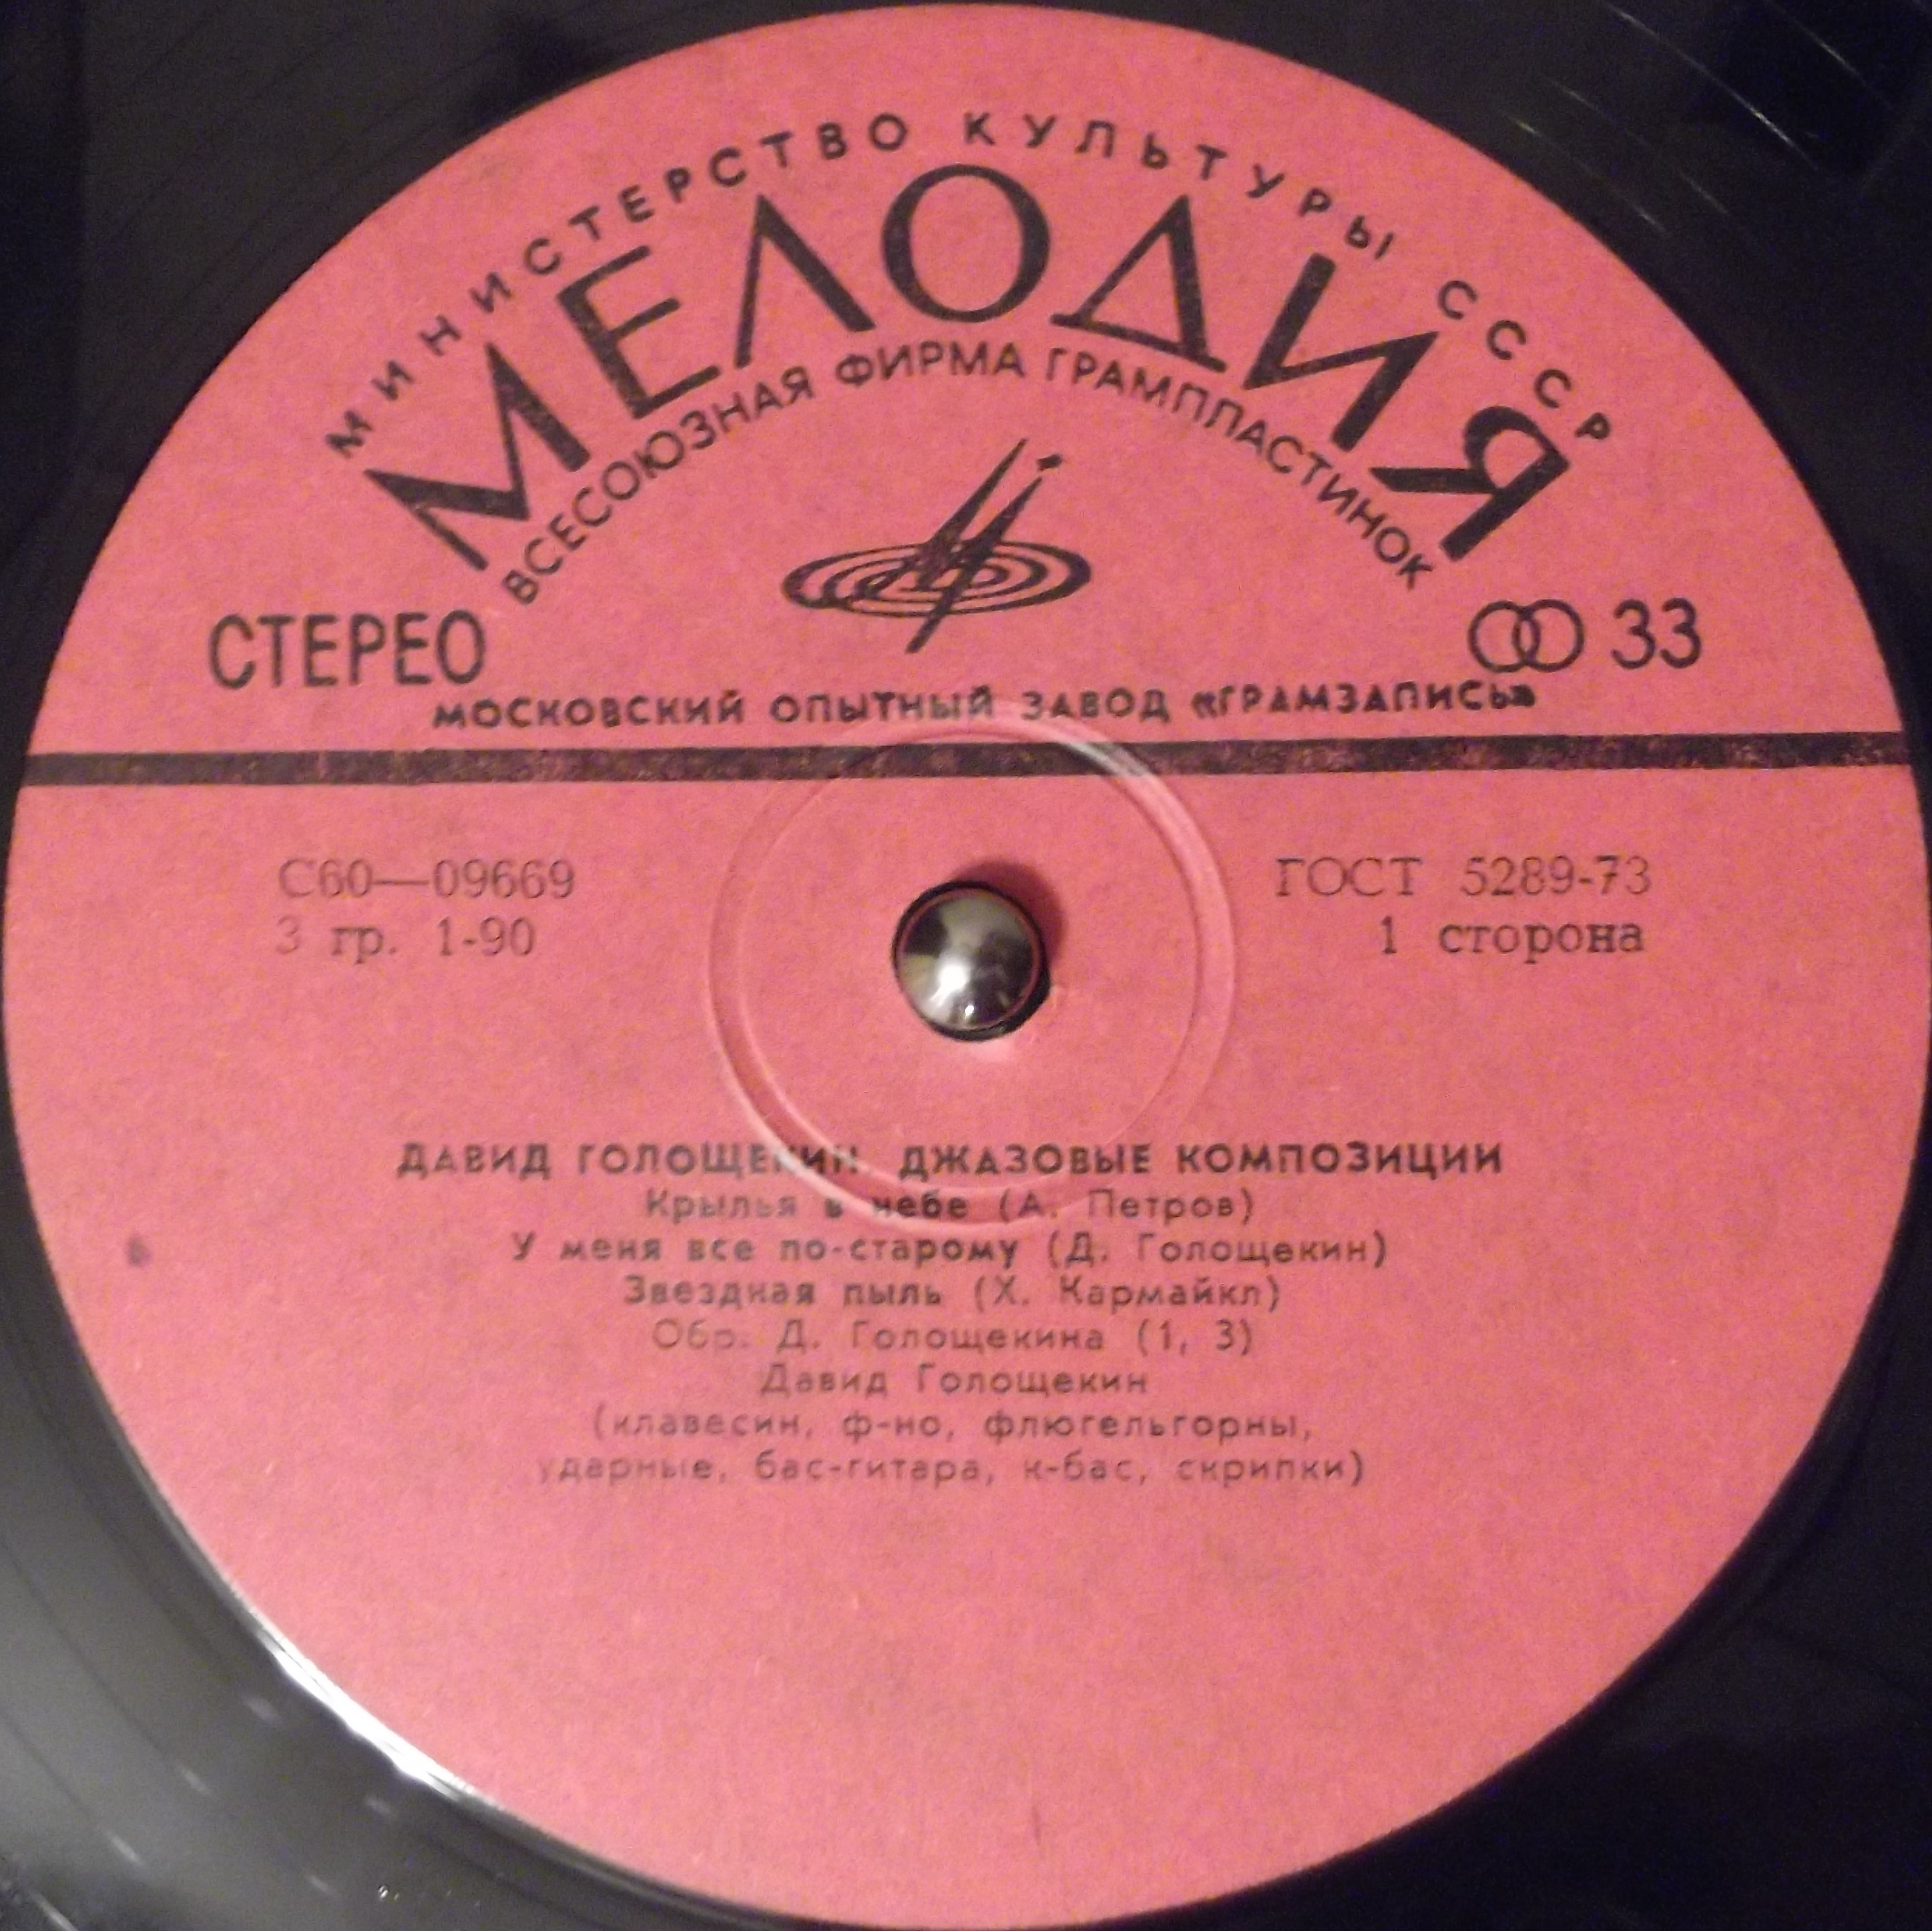 МИНИСТЕРСТВО КУЛЬТУРЫ СССР
МЕЛОДИЯ
ВСЕСОЮЗНАЯ ФИРМА ГРАМПЛАСТИНОК
СТЕРЕО
33
МОСКОВСКИЙ ОПЫТНЫЙ ЗАВОД «ГРАМЗАПИСЬ»
С60—09669
ГОСТ 5289-73
3 гр. 1-90
1 сторона
ДАВИД ГОЛОЩЕКИН. ДЖАЗОВЫЕ КОМПОЗИЦИИ
Крылья в небе (А. Петров)
У меня все по-старому (Д. Голощекин)
Звездная пыль (Х. Кармайкл)
Обр. Д. Голощекина (1, 3)
Давид Голощекин
(клавесин, ф-но, флюгельгорны,
ударные, бас-гитара, к-бас, скрипки)